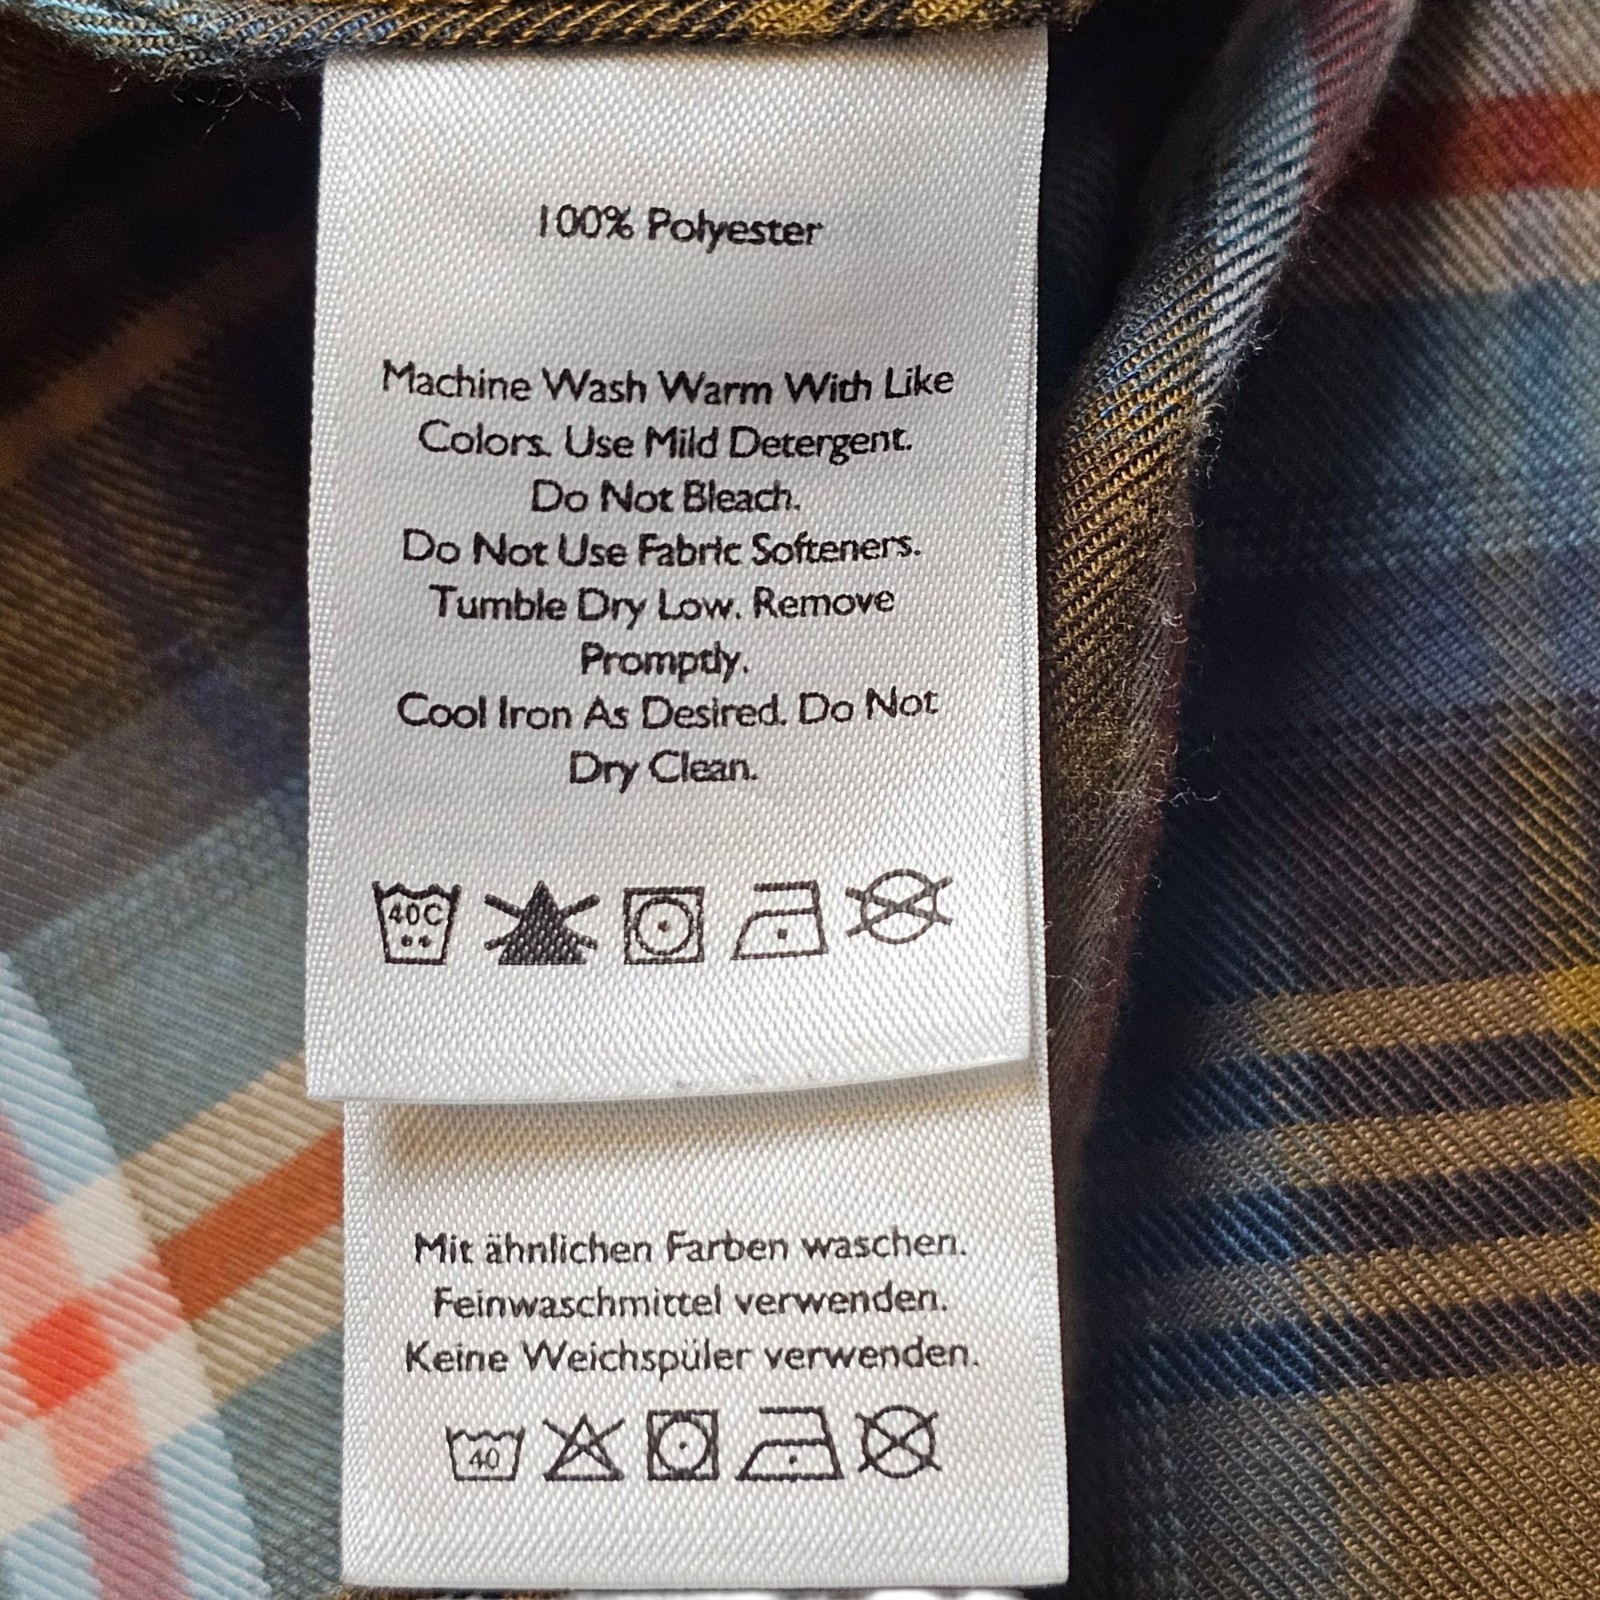 100% Polyester
Machine Wash Warm With Like
Colors. Use Mild Detergent.
Do Not Bleach.
Do Not Use Fabric Softeners.
Tumble Dry Low. Remove
Promptly.
Cool Iron As Desired. Do Not
Dry Clean.
40C
Mit ähnlichen Farben waschen.
Feinwaschmittel verwenden.
Keine Weichspüler verwenden.
40